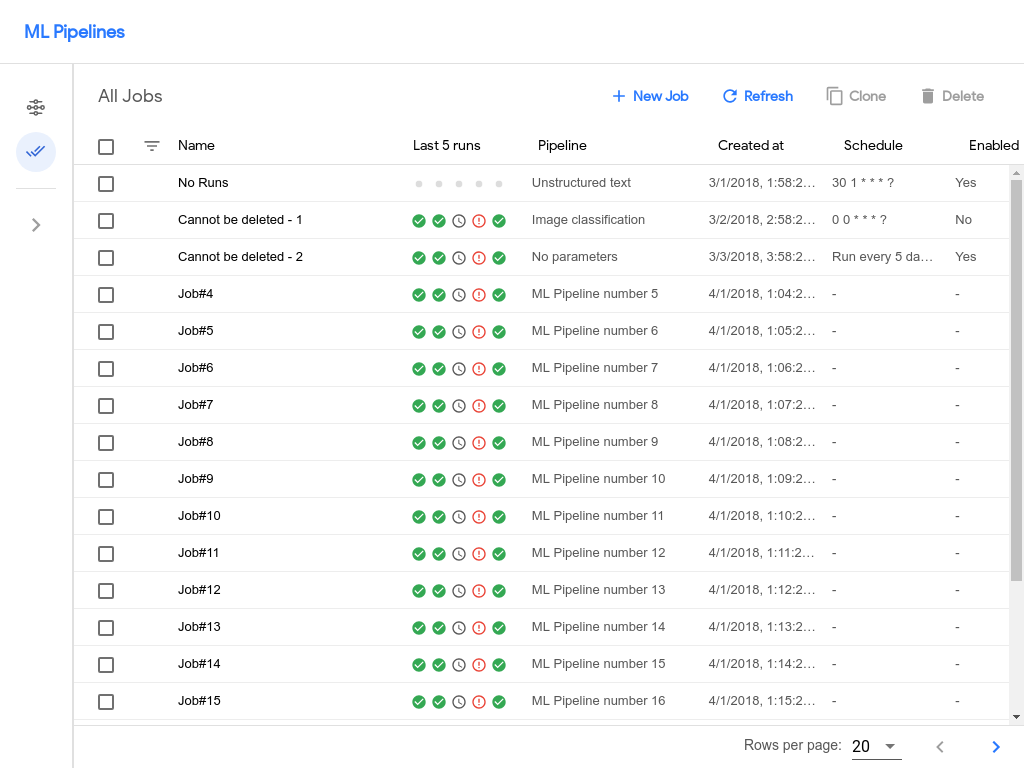 ML Pipelines
All Jobs + New Job Refresh Clone Delete
Name Last 5 runs Pipeline Created at Schedule Enabled
No Runs Unstructured text 3/1/2018, 1:58:2... 30 1 * * * ? Yes
Cannot be deleted - 1 Image classification 3/2/2018, 2:58:2... 0 0 * * * ? No
Cannot be deleted - 2 No parameters 3/3/2018, 3:58:2... Run every 5 da... Yes
Job#4 ML Pipeline number 5 4/1/2018, 1:04:2... - -
Job#5 ML Pipeline number 6 4/1/2018, 1:05:2... - -
Job#6 ML Pipeline number 7 4/1/2018, 1:06:2... - -
Job#7 ML Pipeline number 8 4/1/2018, 1:07:2... - -
Job#8 ML Pipeline number 9 4/1/2018, 1:08:2... - -
Job#9 ML Pipeline number 10 4/1/2018, 1:09:2... - -
Job#10 ML Pipeline number 11 4/1/2018, 1:10:2... - -
Job#11 ML Pipeline number 12 4/1/2018, 1:11:2... - -
Job#12 ML Pipeline number 13 4/1/2018, 1:12:2... - -
Job#13 ML Pipeline number 14 4/1/2018, 1:13:2... - -
Job#14 ML Pipeline number 15 4/1/2018, 1:14:2... - -
Job#15 ML Pipeline number 16 4/1/2018, 1:15:2... - -
Rows per page: 20